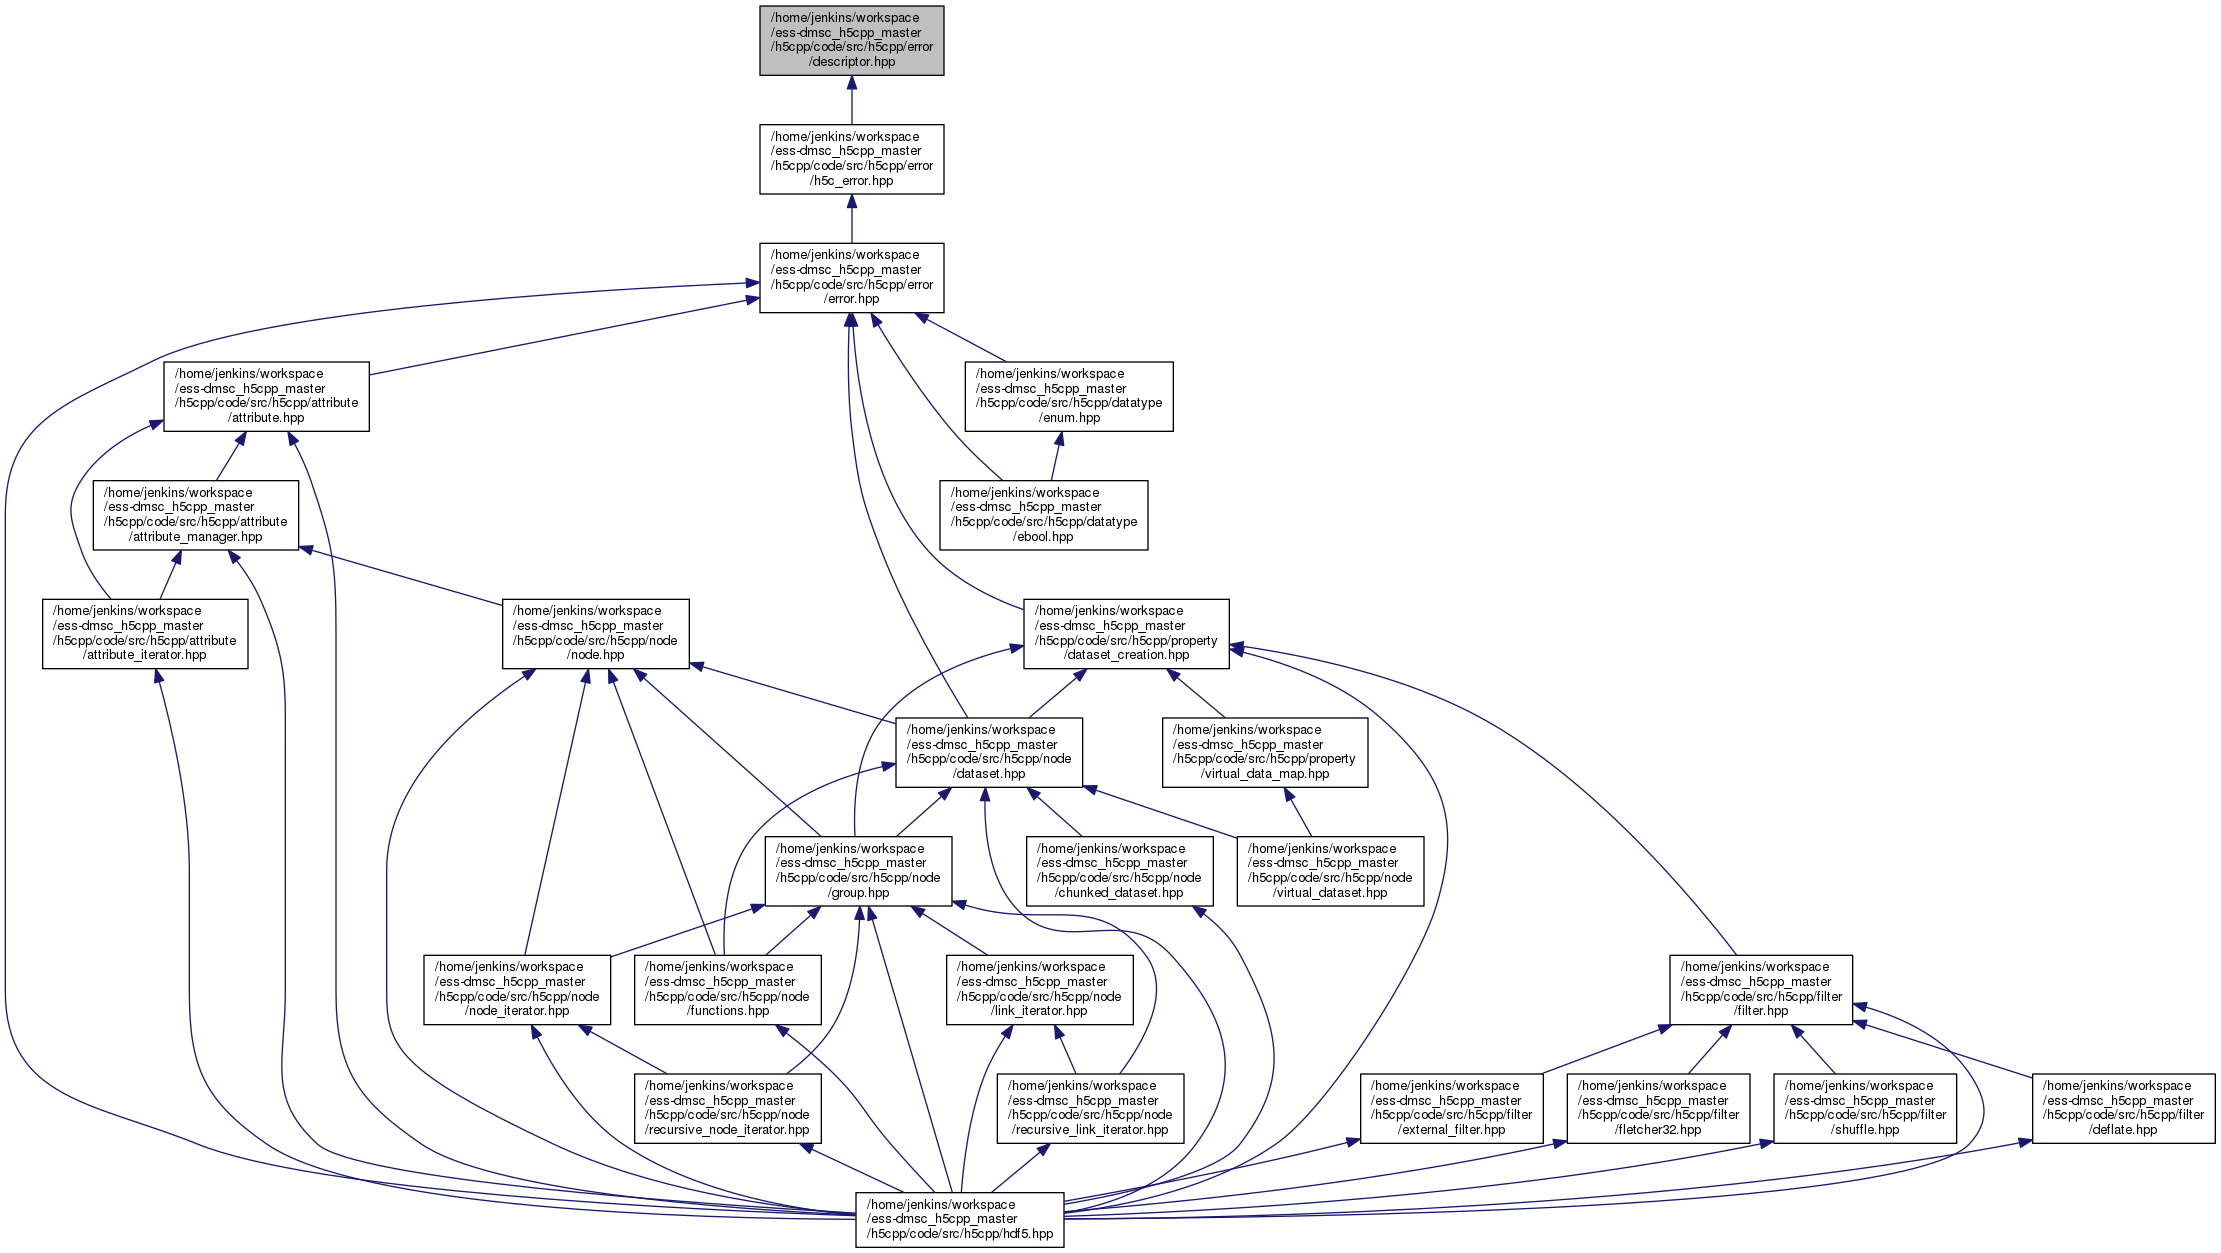 /home/jenkins/workspace
/ess-dmsc_h5cpp_master
/h5cpp/code/src/h5cpp/error
/descriptor.hpp
/home/jenkins/workspace
/ess-dmsc_h5cpp_master
/h5cpp/code/src/h5cpp/error
/h5c_error.hpp
/home/jenkins/workspace
/ess-dmsc_h5cpp_master
/h5cpp/code/src/h5cpp/error
/error.hpp
/home/jenkins/workspace
/ess-dmsc_h5cpp_master
/h5cpp/code/src/h5cpp/attribute
/attribute.hpp
/home/jenkins/workspace
/ess-dmsc_h5cpp_master
/h5cpp/code/src/h5cpp/datatype
/enum.hpp
/home/jenkins/workspace
/ess-dmsc_h5cpp_master
/h5cpp/code/src/h5cpp/attribute
/attribute_manager.hpp
/home/jenkins/workspace
/ess-dmsc_h5cpp_master
/h5cpp/code/src/h5cpp/datatype
/ebool.hpp
/home/jenkins/workspace
/ess-dmsc_h5cpp_master
/h5cpp/code/src/h5cpp/attribute
/attribute_iterator.hpp
/home/jenkins/workspace
/ess-dmsc_h5cpp_master
/h5cpp/code/src/h5cpp/node
/node.hpp
/home/jenkins/workspace
/ess-dmsc_h5cpp_master
/h5cpp/code/src/h5cpp/property
/dataset_creation.hpp
/home/jenkins/workspace
/ess-dmsc_h5cpp_master
/h5cpp/code/src/h5cpp/node
/dataset.hpp
/home/jenkins/workspace
/ess-dmsc_h5cpp_master
/h5cpp/code/src/h5cpp/property
/virtual_data_map.hpp
/home/jenkins/workspace
/ess-dmsc_h5cpp_master
/h5cpp/code/src/h5cpp/node
/group.hpp
/home/jenkins/workspace
/ess-dmsc_h5cpp_master
/h5cpp/code/src/h5cpp/node
/chunked_dataset.hpp
/home/jenkins/workspace
/ess-dmsc_h5cpp_master
/h5cpp/code/src/h5cpp/node
/virtual_dataset.hpp
/home/jenkins/workspace
/ess-dmsc_h5cpp_master
/h5cpp/code/src/h5cpp/node
/node_iterator.hpp
/home/jenkins/workspace
/ess-dmsc_h5cpp_master
/h5cpp/code/src/h5cpp/node
/functions.hpp
/home/jenkins/workspace
/ess-dmsc_h5cpp_master
/h5cpp/code/src/h5cpp/node
/link_iterator.hpp
/home/jenkins/workspace
/ess-dmsc_h5cpp_master
/h5cpp/code/src/h5cpp/filter
/filter.hpp
/home/jenkins/workspace
/ess-dmsc_h5cpp_master
/h5cpp/code/src/h5cpp/node
/recursive_node_iterator.hpp
/home/jenkins/workspace
/ess-dmsc_h5cpp_master
/h5cpp/code/src/h5cpp/node
/recursive_link_iterator.hpp
/home/jenkins/workspace
/ess-dmsc_h5cpp_master
/h5cpp/code/src/h5cpp/filter
/external_filter.hpp
/home/jenkins/workspace
/ess-dmsc_h5cpp_master
/h5cpp/code/src/h5cpp/filter
/fletcher32.hpp
/home/jenkins/workspace
/ess-dmsc_h5cpp_master
/h5cpp/code/src/h5cpp/filter
/shuffle.hpp
/home/jenkins/workspace
/ess-dmsc_h5cpp_master
/h5cpp/code/src/h5cpp/filter
/deflate.hpp
/home/jenkins/workspace
/ess-dmsc_h5cpp_master
/h5cpp/code/src/h5cpp/hdf5.hpp